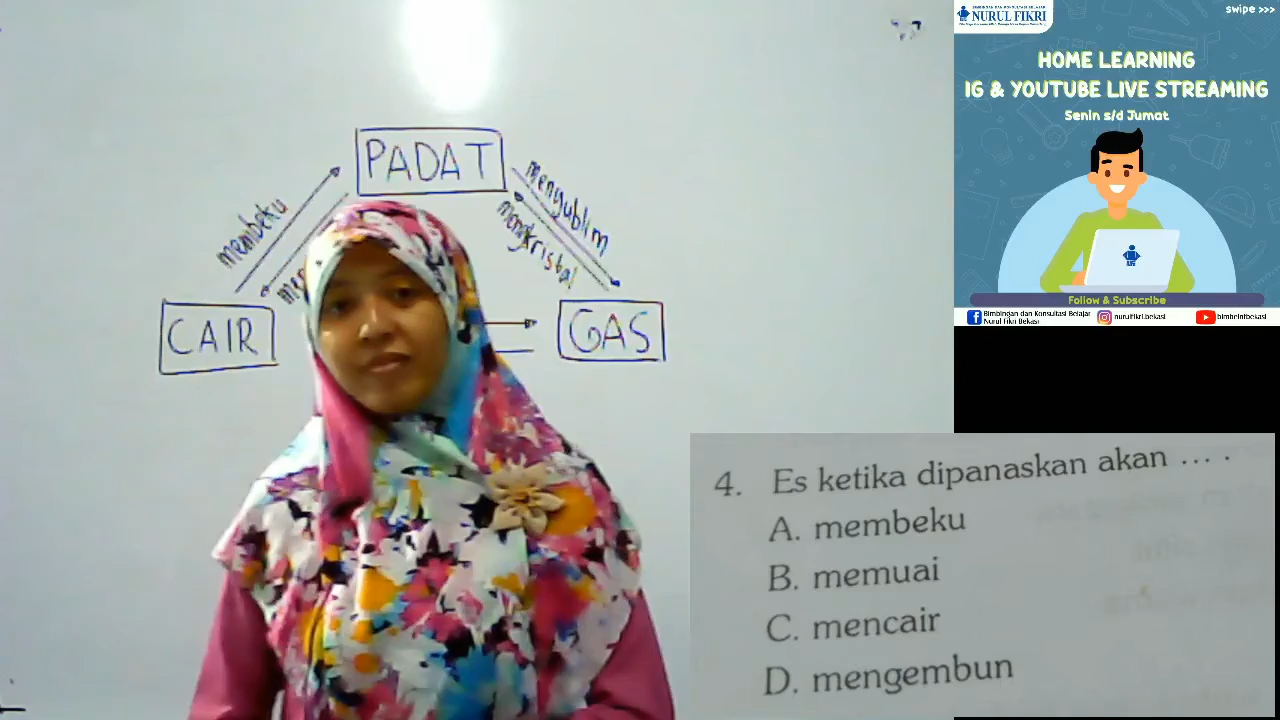 PADAT
membeku
mengublim
mengkristal
CAIR
GAS
NURUL FIKRI
swipe >>>
HOME LEARNING
IG & YOUTUBE LIVE STREAMING
Senin s/d Jumat
Follow & Subscribe
Bimbingan dan Konsultasi Belajar
Nurul Fikri Bekasi
nurulfikri.bekasi
bimbelnfbekasi
4. Es ketika dipanaskan akan ... .
A. membeku
B. memuai
C. mencair
D. mengembun